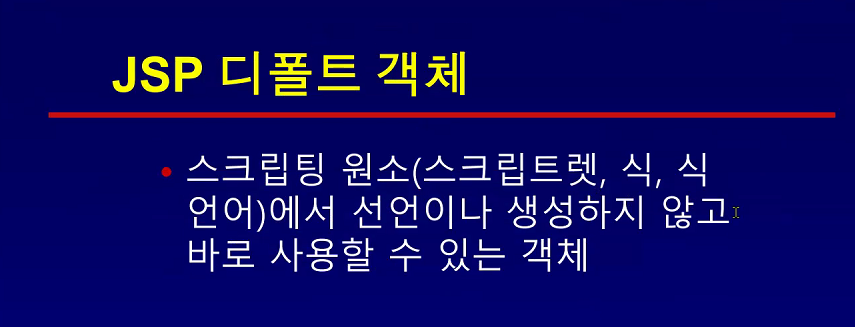 JSP 디폴트 객체
• 스크립팅 원소(스크립트렛, 식, 식
언어)에서 선언이나 생성하지 않고
바로 사용할 수 있는 객체